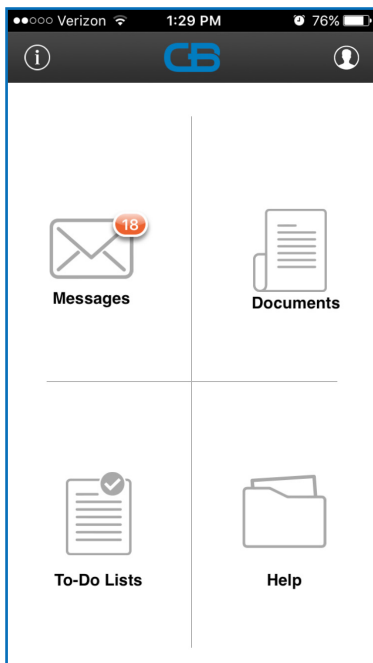 Verizon 1:29 PM 76%
CB
18
Messages
Documents
To-Do Lists
Help